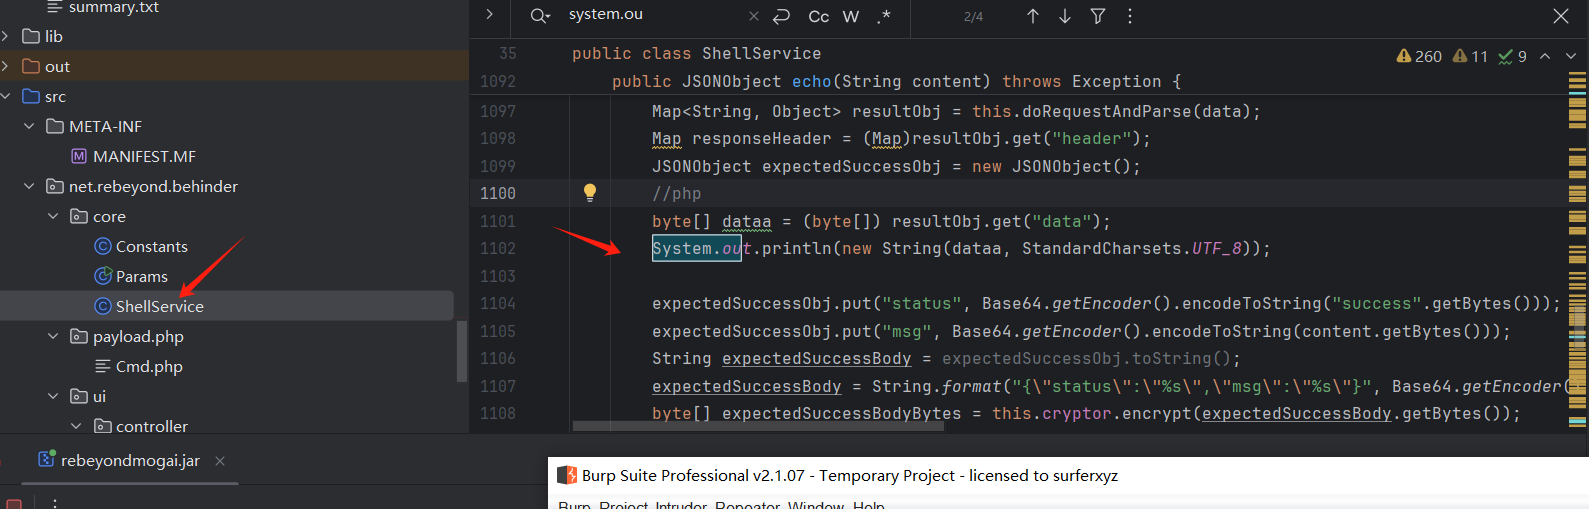 summary.txt
lib
out
src
META-INF
MANIFEST.MF
net.rebeyond.behinder
core
Constants
Params
ShellService
payload.php
Cmd.php
ui
controller
system.ou
Cc W .*
2/4
35 public class ShellService
260 11 9
1092 public JSONObject echo(String content) throws Exception {
1097 Map<String, Object> resultObj = this.doRequestAndParse(data);
1098 Map responseHeader = (Map)resultObj.get("header");
1099 JSONObject expectedSuccessObj = new JSONObject();
1100 //php
1101 byte[] dataa = (byte[]) resultObj.get("data");
1102 System.out.println(new String(dataa, StandardCharsets.UTF_8));
1103
1104 expectedSuccessObj.put("status", Base64.getEncoder().encodeToString("success".getBytes()));
1105 expectedSuccessObj.put("msg", Base64.getEncoder().encodeToString(content.getBytes()));
1106 String expectedSuccessBody = expectedSuccessObj.toString();
1107 expectedSuccessBody = String.format("{\"status\":\"%s\",\"msg\":\"%s\"}", Base64.getEncoder()
1108 byte[] expectedSuccessBodyBytes = this.cryptor.encrypt(expectedSuccessBody.getBytes());
rebeyondmogai.jar
Burp Suite Professional v2.1.07 - Temporary Project - licensed to surferxyz
Burp Project Intruder Repeater Window Help